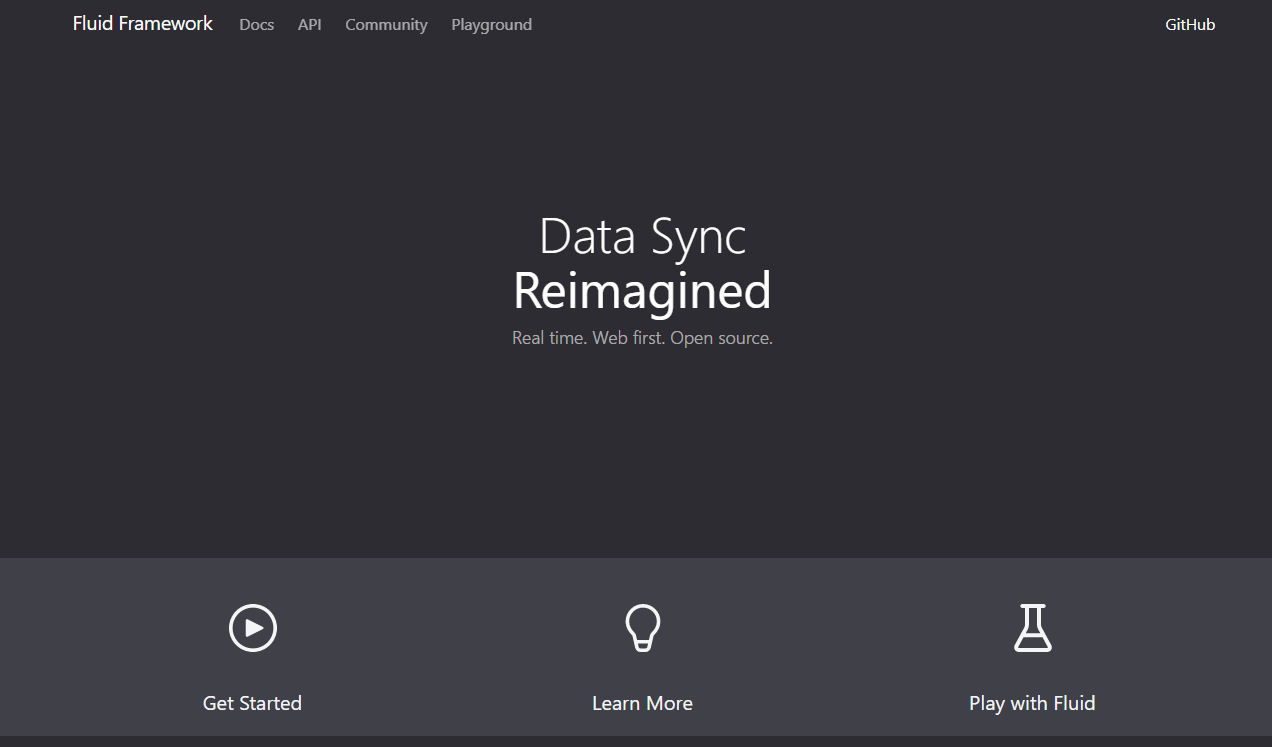 Fluid Framework Docs API Community Playground GitHub
Data Sync
Reimagined
Real time. Web first. Open source.
Get Started Learn More Play with Fluid